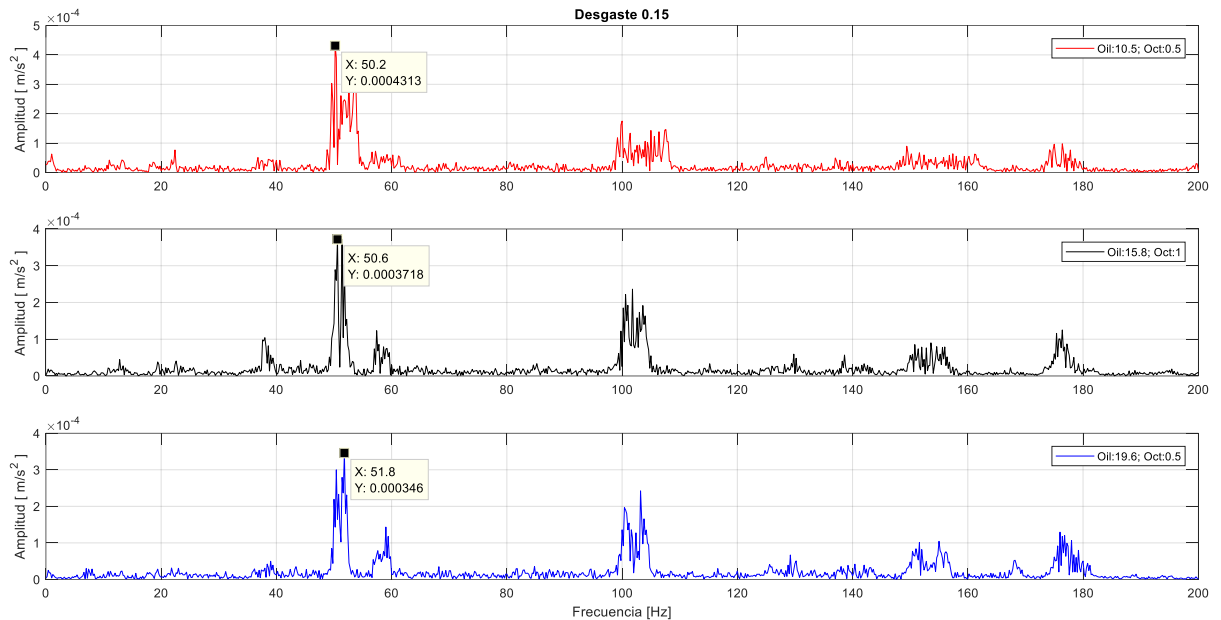 Desgaste 0.15
×10-4
5
4
3
2
1
0
Amplitud [ m/s2 ]
X: 50.2
Y: 0.0004313
Oil:10.5; Oct:0.5
0 20 40 60 80 100 120 140 160 180 200
×10-4
4
3
2
1
0
Amplitud [ m/s2 ]
X: 50.6
Y: 0.0003718
Oil:15.8; Oct:1
0 20 40 60 80 100 120 140 160 180 200
×10-4
4
3
2
1
0
Amplitud [ m/s2 ]
X: 51.8
Y: 0.000346
Oil:19.6; Oct:0.5
0 20 40 60 80 100 120 140 160 180 200
Frecuencia [Hz]